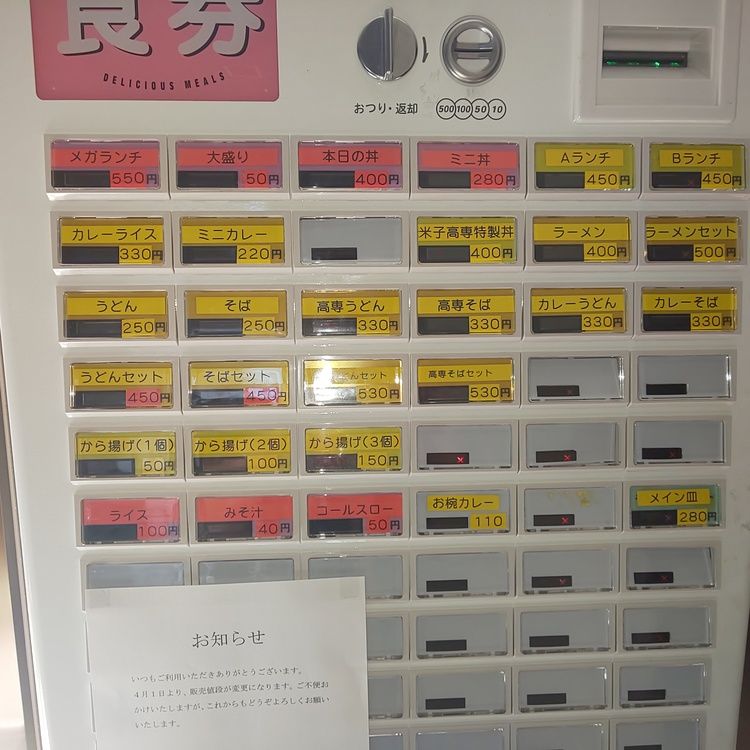 食券
DELICIOUS MEALS
おつり・返却
500 100 50 10
メガランチ 大盛り 本日の丼 ミニ丼 Aランチ Bランチ
550円 50円 400円 280円 450円 450円
カレーライス ミニカレー 米子高専特製丼 ラーメン ラーメンセット
330円 220円 400円 400円 500円
うどん そば 高専うどん 高専そば カレーうどん カレーそば
250円 250円 330円 330円 330円 330円
うどんセット そばセット んセット 高専そばセット
450円 450円 530円 530円
から揚げ(1個) から揚げ(2個) から揚げ(3個)
50円 100円 150円
ライス みそ汁 コールスロー お椀カレー メイン皿
100円 40円 50円 110 280円
お知らせ
いつもご利用いただきありがとうございます。
4月1日より、販売値段が変更になります。ご不便お
かけいたしますが、これからもどうぞよろしくお願い
いたします。